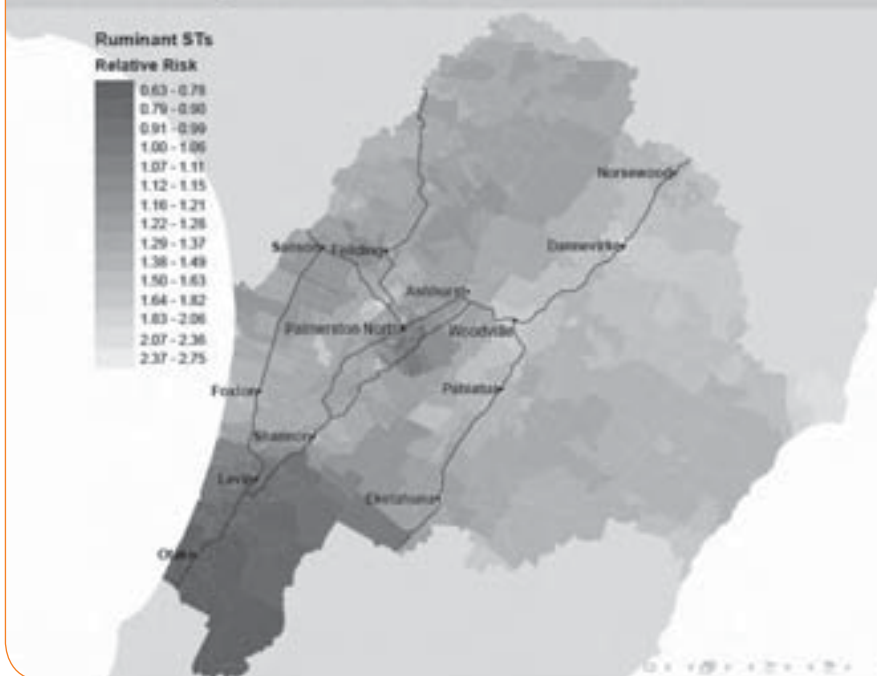 Ruminant STs
Relative Risk
0.63 - 0.78
0.79 - 0.90
0.91 - 0.99
1.00 - 1.06
1.07 - 1.11
1.12 - 1.15
1.16 - 1.21
1.22 - 1.28
1.29 - 1.37
1.38 - 1.49
1.50 - 1.63
1.64 - 1.82
1.83 - 2.06
2.07 - 2.36
2.37 - 2.75
Norsewood
Dannevirke
Sanson
Feilding
Ashhurst
Palmerston North
Woodville
Foxton
Pahiatua
Shannon
Levin
Eketahuna
Otaki